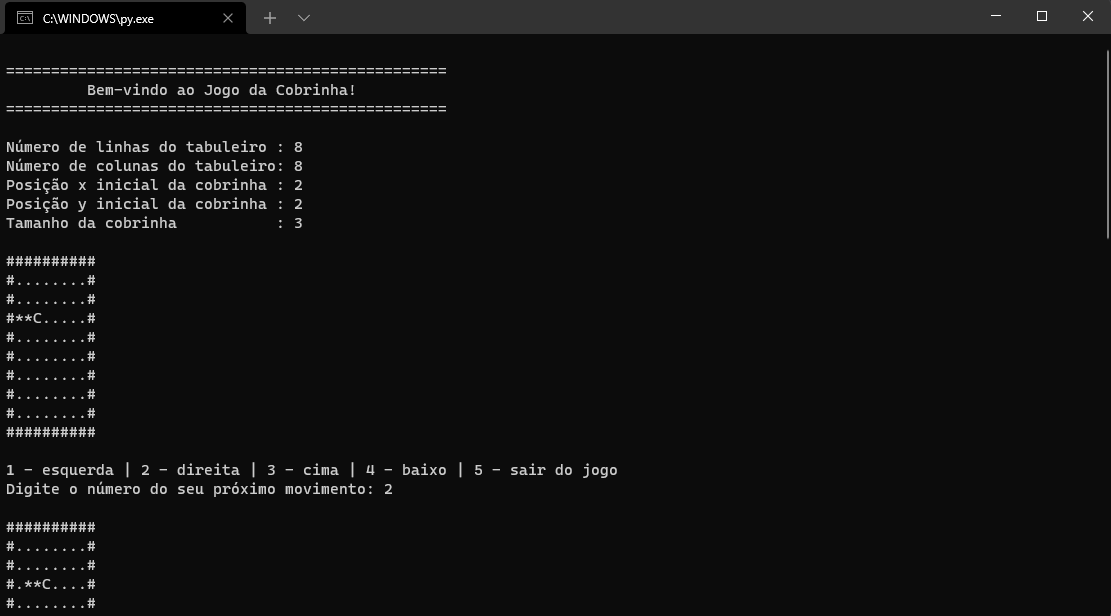 C:\WINDOWS\py.exe
=================================================
Bem-vindo ao Jogo da Cobrinha!
=================================================
Número de linhas do tabuleiro : 8
Número de colunas do tabuleiro: 8
Posição x inicial da cobrinha : 2
Posição y inicial da cobrinha : 2
Tamanho da cobrinha           : 3
##########
#........#
#........#
#**C.....#
#........#
#........#
#........#
#........#
#........#
##########
1 - esquerda | 2 - direita | 3 - cima | 4 - baixo | 5 - sair do jogo
Digite o número do seu próximo movimento: 2
##########
#........#
#........#
#.**C....#
#........#